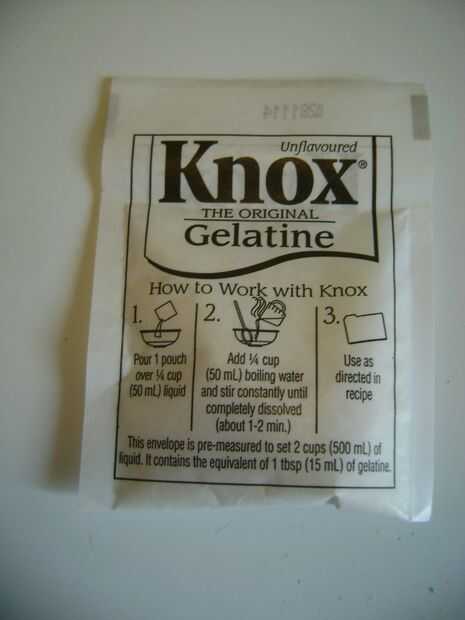 Unflavoured
Knox®
THE ORIGINAL
Gelatine
How to Work with Knox
1.
Pour 1 pouch
over ¼ cup
(50 mL) liquid
2.
Add ¼ cup
(50 mL) boiling water
and stir constantly until
completely dissolved
(about 1-2 min.)
3.
Use as
directed in
recipe
This envelope is pre-measured to set 2 cups (500 mL) of
liquid. It contains the equivalent of 1 tbsp (15 mL) of gelatine.